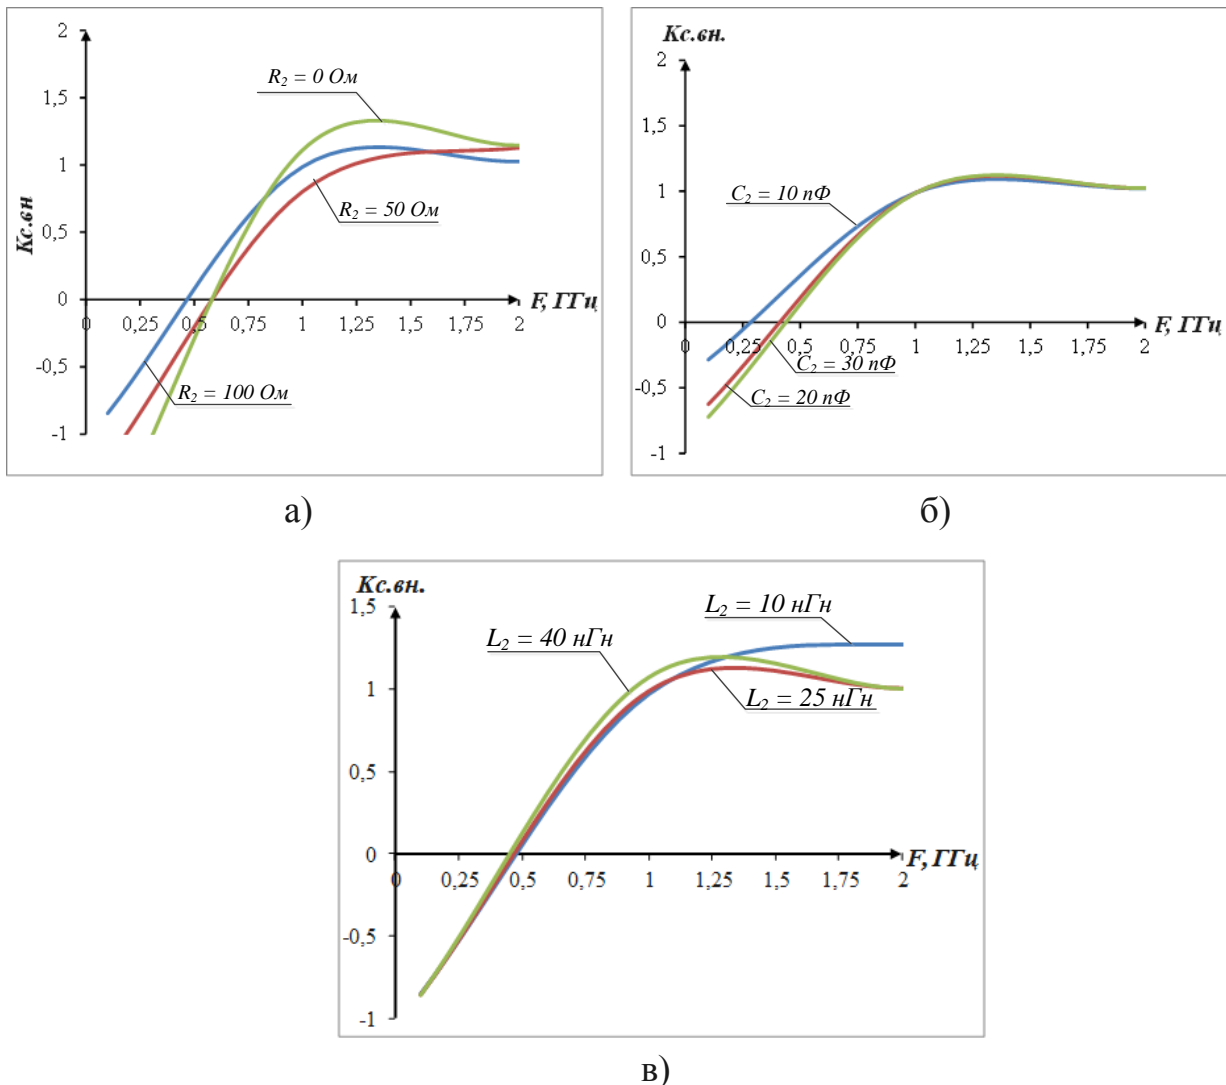 2
1,5
1
0,5
0
-0,5
-1
Кс.вн
R₂ = 0 Ом
R₂ = 50 Ом
R₂ = 100 Ом
0 0,25 0,5 0,75 1 1,25 1,5 1,75 2
F, ГГц
а)
Кс.вн.
2
1,5
1
0,5
0
-0,5
-1
C₂ = 10 пФ
C₂ = 30 пФ
C₂ = 20 пФ
0 0,25 0,5 0,75 1 1,25 1,5 1,75 2
F, ГГц
б)
Кс.вн.
1,5
1
0,5
0
-0,5
-1
L₂ = 10 нГн
L₂ = 40 нГн
L₂ = 25 нГн
0 0,25 0,5 0,75 1 1,25 1,5 1,75 2
F, ГГц
в)